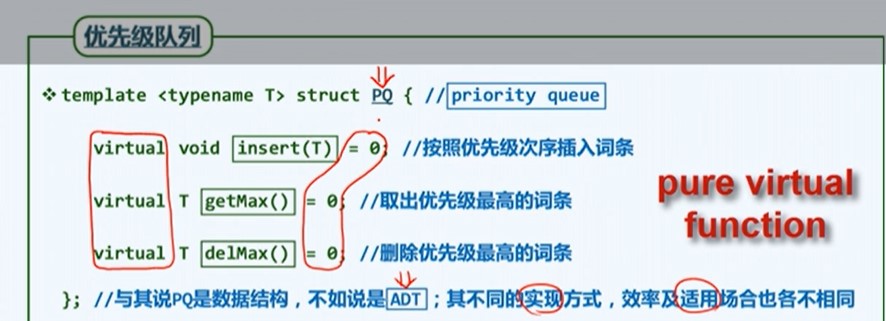 优先级队列
❖ template <typename T> struct PQ { //priority queue
virtual void insert(T) = 0; //按照优先级次序插入词条
virtual T getMax() = 0; //取出优先级最高的词条
virtual T delMax() = 0; //删除优先级最高的词条
pure virtual
function
}; //与其说PQ是数据结构，不如说是ADT；其不同的实现方式，效率及适用场合也各不相同